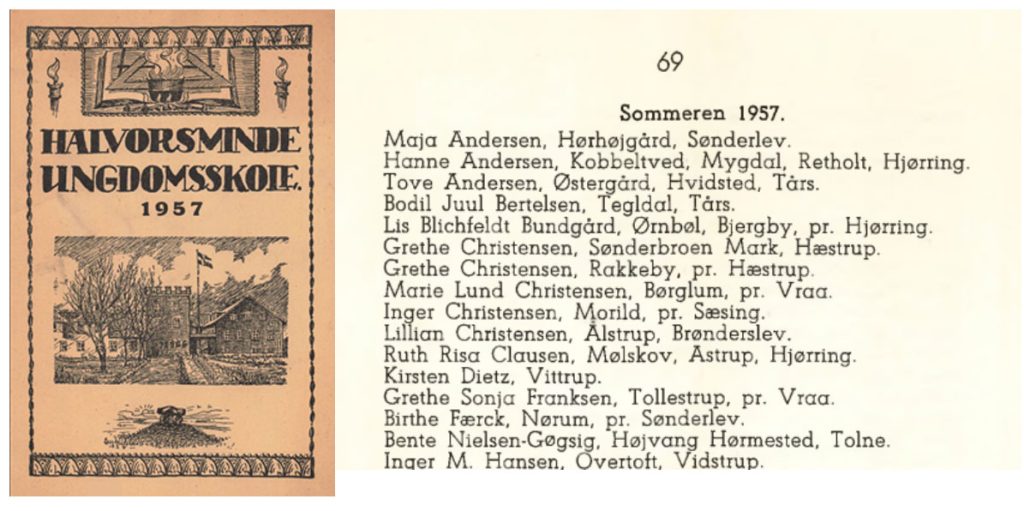 HALVORSMINDE
UNGDOMSSKOLE.
1957
69
Sommeren 1957.
Maja Andersen, Hørhøjgård, Sønderlev.
Hanne Andersen, Kobbeltved, Mygdal, Retholt, Hjørring.
Tove Andersen, Østergård, Hvidsted, Tårs.
Bodil Juul Bertelsen, Tegldal, Tårs.
Lis Blichfeldt Bundgård, Ørnbøl, Bjergby, pr. Hjørring.
Grethe Christensen, Sønderbroen Mark, Hæstrup.
Grethe Christensen, Rakkeby, pr. Hæstrup.
Marie Lund Christensen, Børglum, pr. Vraa.
Inger Christensen, Morild, pr. Sæsing.
Lillian Christensen, Ålstrup, Brønderslev.
Ruth Risa Clausen, Mølskov, Astrup, Hjørring.
Kirsten Dietz, Vittrup.
Grethe Sonja Franksen, Tollestrup, pr. Vraa.
Birthe Færck, Nørum, pr. Sønderlev.
Bente Nielsen-Gøgsig, Højvang Hørmested, Tolne.
Inger M. Hansen, Overtoft, Vidstrup.